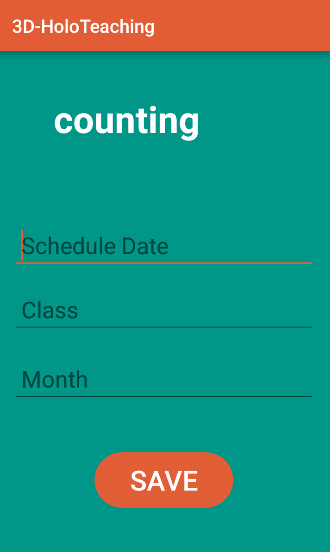 3D-HoloTeaching
counting
Schedule Date
Class
Month
SAVE